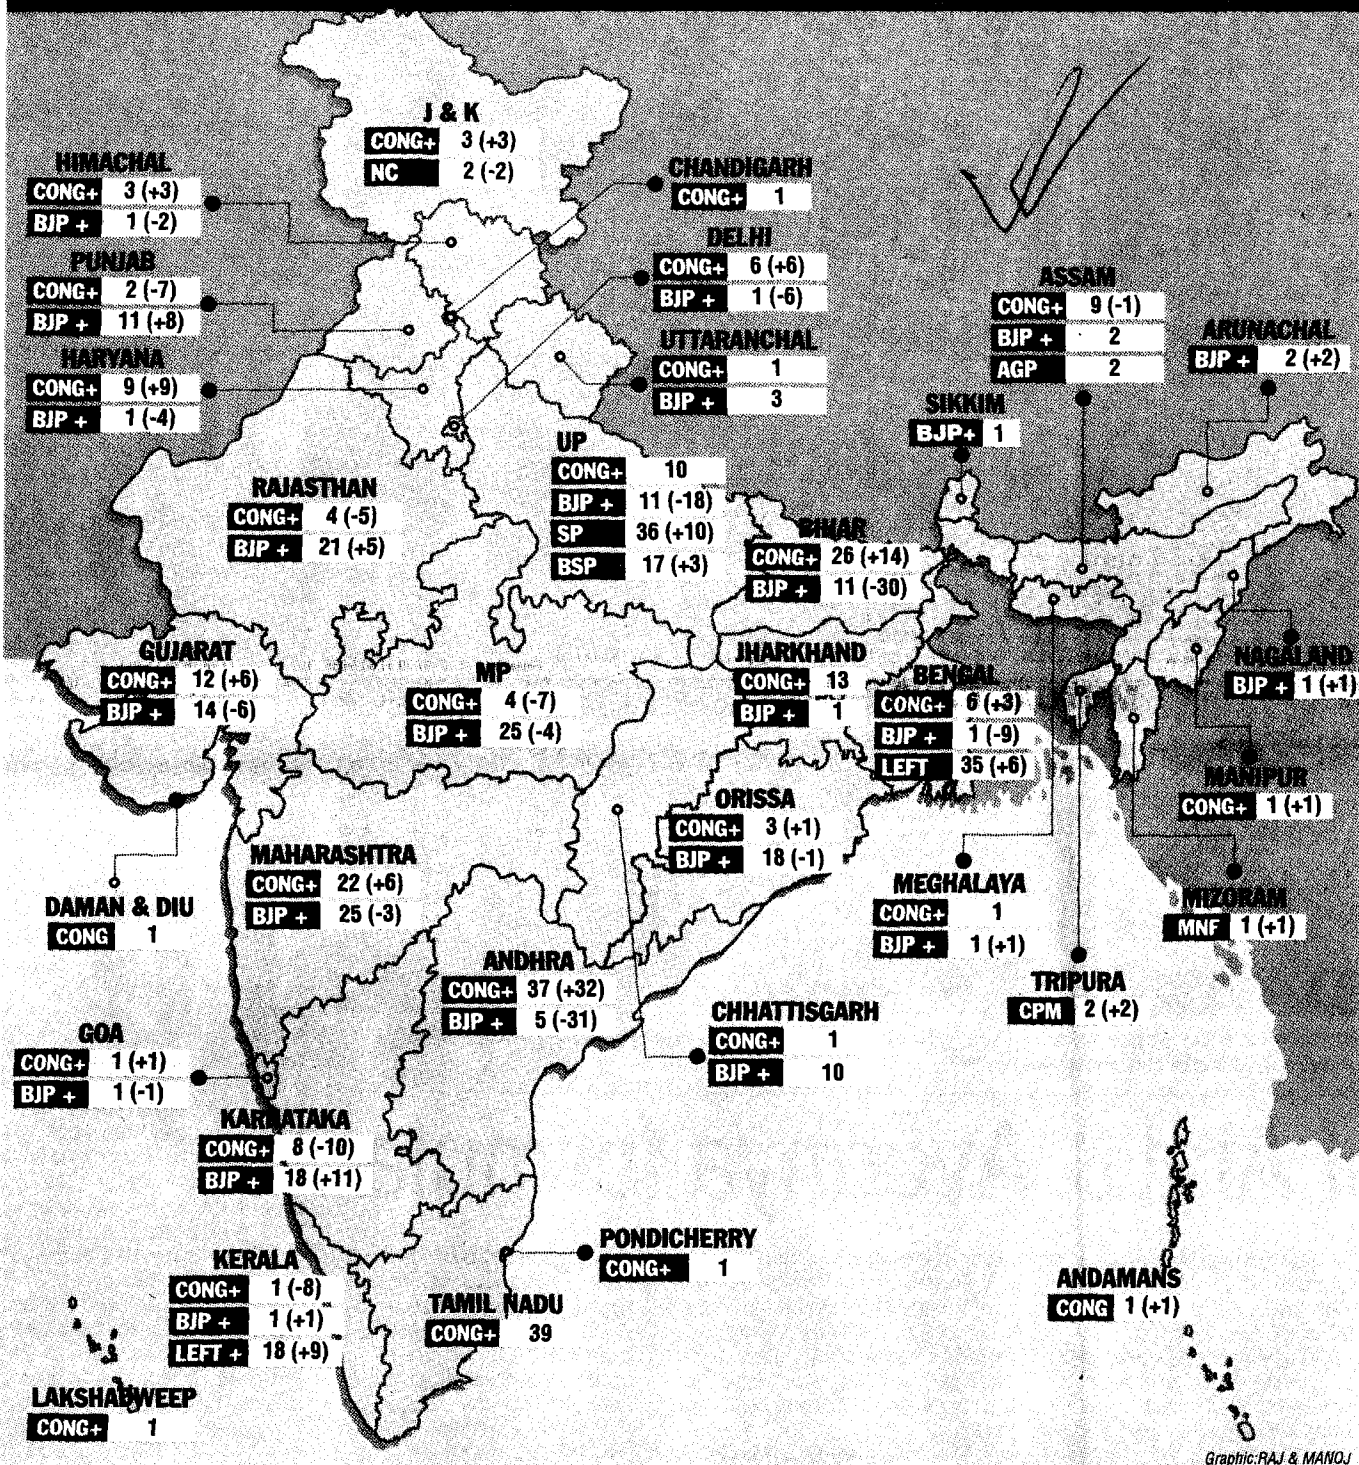 J & K
CONG+ 3 (+3)
NC 2 (-2)
HIMACHAL
CONG+ 3 (+3)
BJP + 1 (-2)
CHANDIGARH
CONG+ 1
PUNJAB
CONG+ 2 (-7)
BJP + 11 (+8)
DELHI
CONG+ 6 (+6)
BJP + 1 (-6)
HARYANA
CONG+ 9 (+9)
BJP + 1 (-4)
UTTARANCHAL
CONG+ 1
BJP + 3
ASSAM
CONG+ 9 (-1)
BJP + 2
AGP 2
ARUNACHAL
BJP + 2 (+2)
SIKKIM
BJP+ 1
UP
CONG+ 10
BJP + 11 (-18)
SP 36 (+10)
BSP 17 (+3)
RAJASTHAN
CONG+ 4 (-5)
BJP + 21 (+5)
BIHAR
CONG+ 26 (+14)
BJP + 11 (-30)
GUJARAT
CONG+ 12 (+6)
BJP + 14 (-6)
MP
CONG+ 4 (-7)
BJP + 25 (-4)
JHARKHAND
CONG+ 13
BJP + 1
BENGAL
CONG+ 6 (+3)
BJP + 1 (-9)
LEFT 35 (+6)
NAGALAND
BJP + 1 (+1)
MANIPUR
CONG+ 1 (+1)
ORISSA
CONG+ 3 (+1)
BJP + 18 (-1)
MAHARASHTRA
CONG+ 22 (+6)
BJP + 25 (-3)
DAMAN & DIU
CONG 1
MEGHALAYA
CONG+ 1
BJP + 1 (+1)
MIZORAM
MNF 1 (+1)
TRIPURA
CPM 2 (+2)
ANDHRA
CONG+ 37 (+32)
BJP + 5 (-31)
CHHATTISGARH
CONG+ 1
BJP + 10
GOA
CONG+ 1 (+1)
BJP + 1 (-1)
KARNATAKA
CONG+ 8 (-10)
BJP + 18 (+11)
PONDICHERRY
CONG+ 1
KERALA
CONG+ 1 (-8)
BJP + 1 (+1)
LEFT + 18 (+9)
TAMIL NADU
CONG+ 39
ANDAMANS
CONG 1 (+1)
LAKSHADWEEP
CONG+ 1
Graphic:RAJ & MANOJ